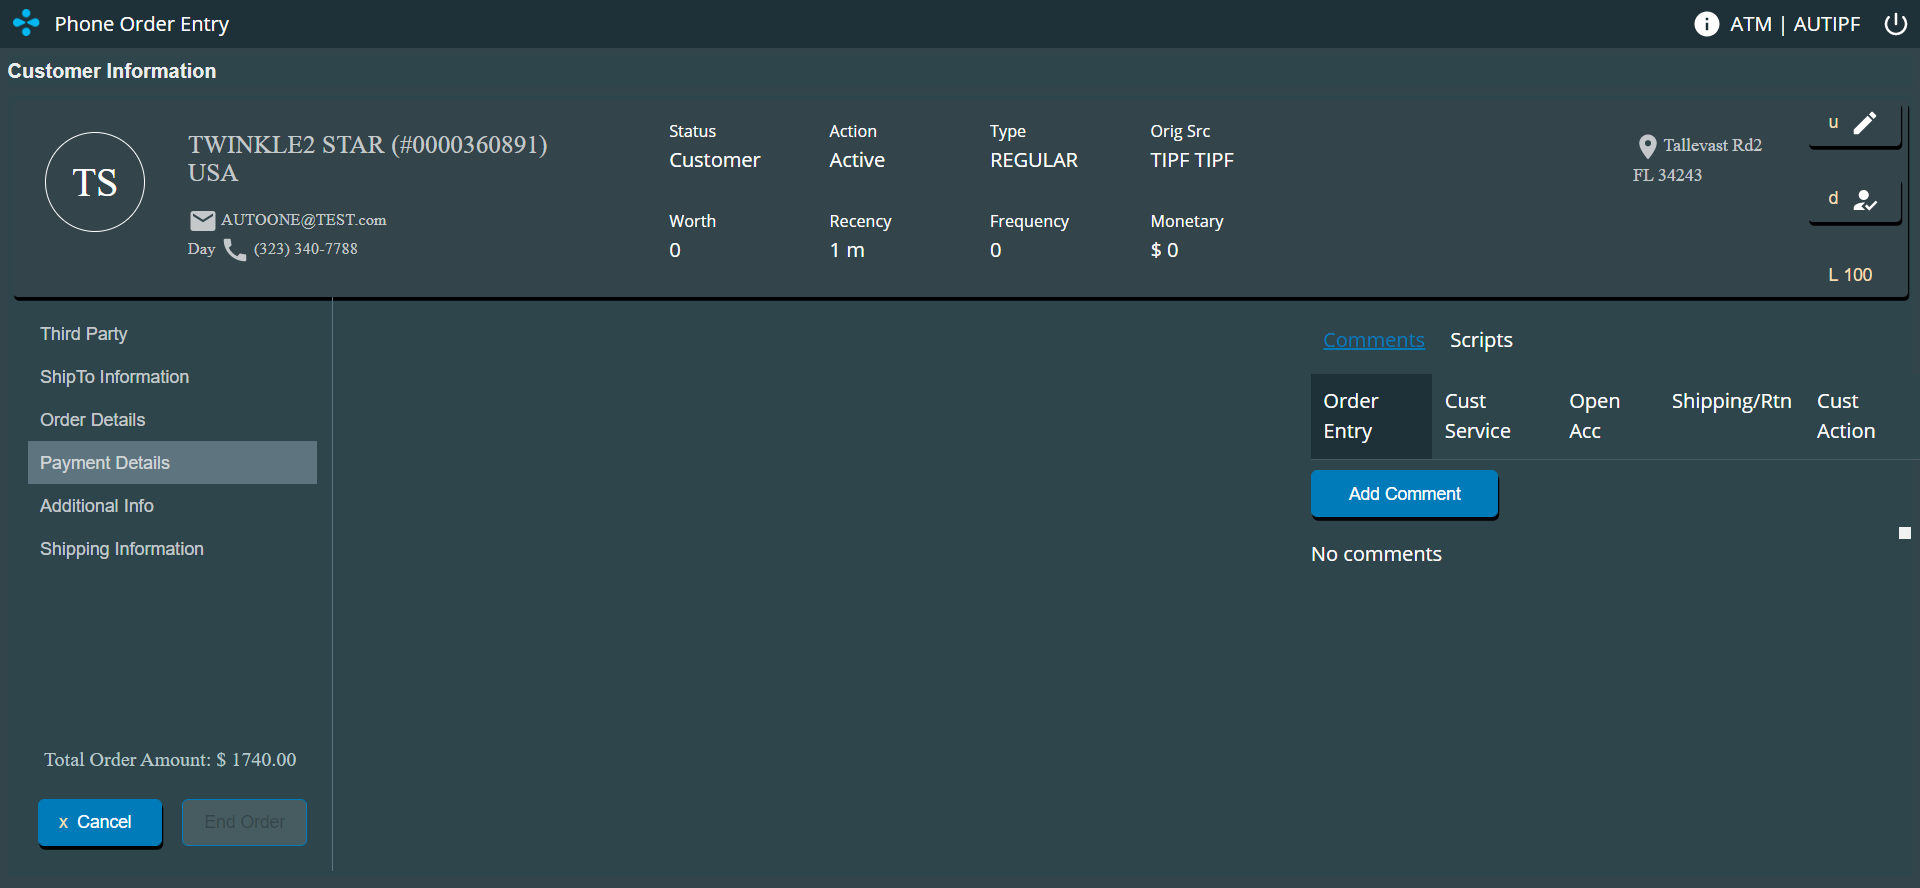 Phone Order Entry
ATM | AUTIPF
Customer Information
TS
TWINKLE2 STAR (#0000360891)
USA
AUTOONE@TEST.com
Day (323) 340-7788
Status
Customer
Action
Active
Type
REGULAR
Orig Src
TIPF TIPF
Worth
0
Recency
1 m
Frequency
0
Monetary
$ 0
Tallevast Rd2
FL 34243
u
d
L 100
Third Party
ShipTo Information
Order Details
Payment Details
Additional Info
Shipping Information
Total Order Amount: $ 1740.00
x Cancel
End Order
Comments
Scripts
Order
Entry
Cust
Service
Open
Acc
Shipping/Rtn
Cust
Action
Add Comment
No comments